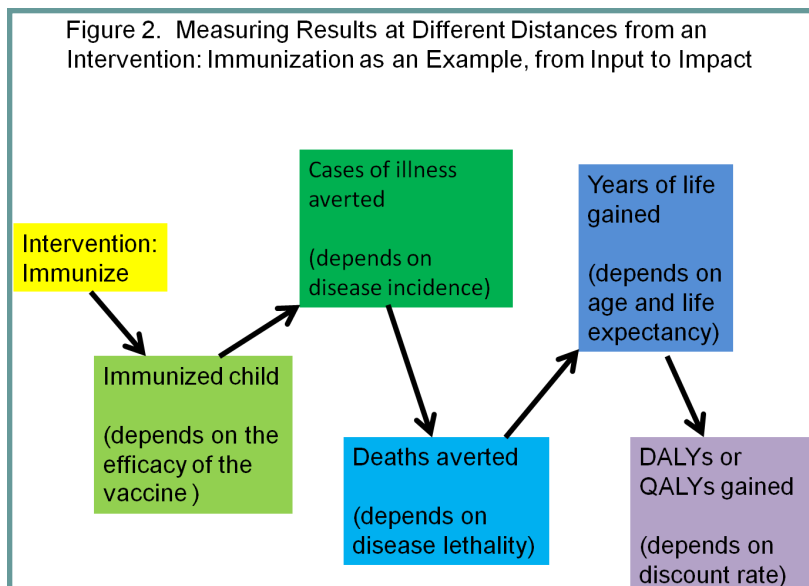 Figure 2.  Measuring Results at Different Distances from an
Intervention: Immunization as an Example, from Input to Impact
Intervention:
Immunize
Immunized child
(depends on the
efficacy of the
vaccine )
Cases of illness
averted
(depends on
disease incidence)
Deaths averted
(depends on
disease lethality)
Years of life
gained
(depends on
age and life
expectancy)
DALYs or
QALYs gained
(depends on
discount rate)